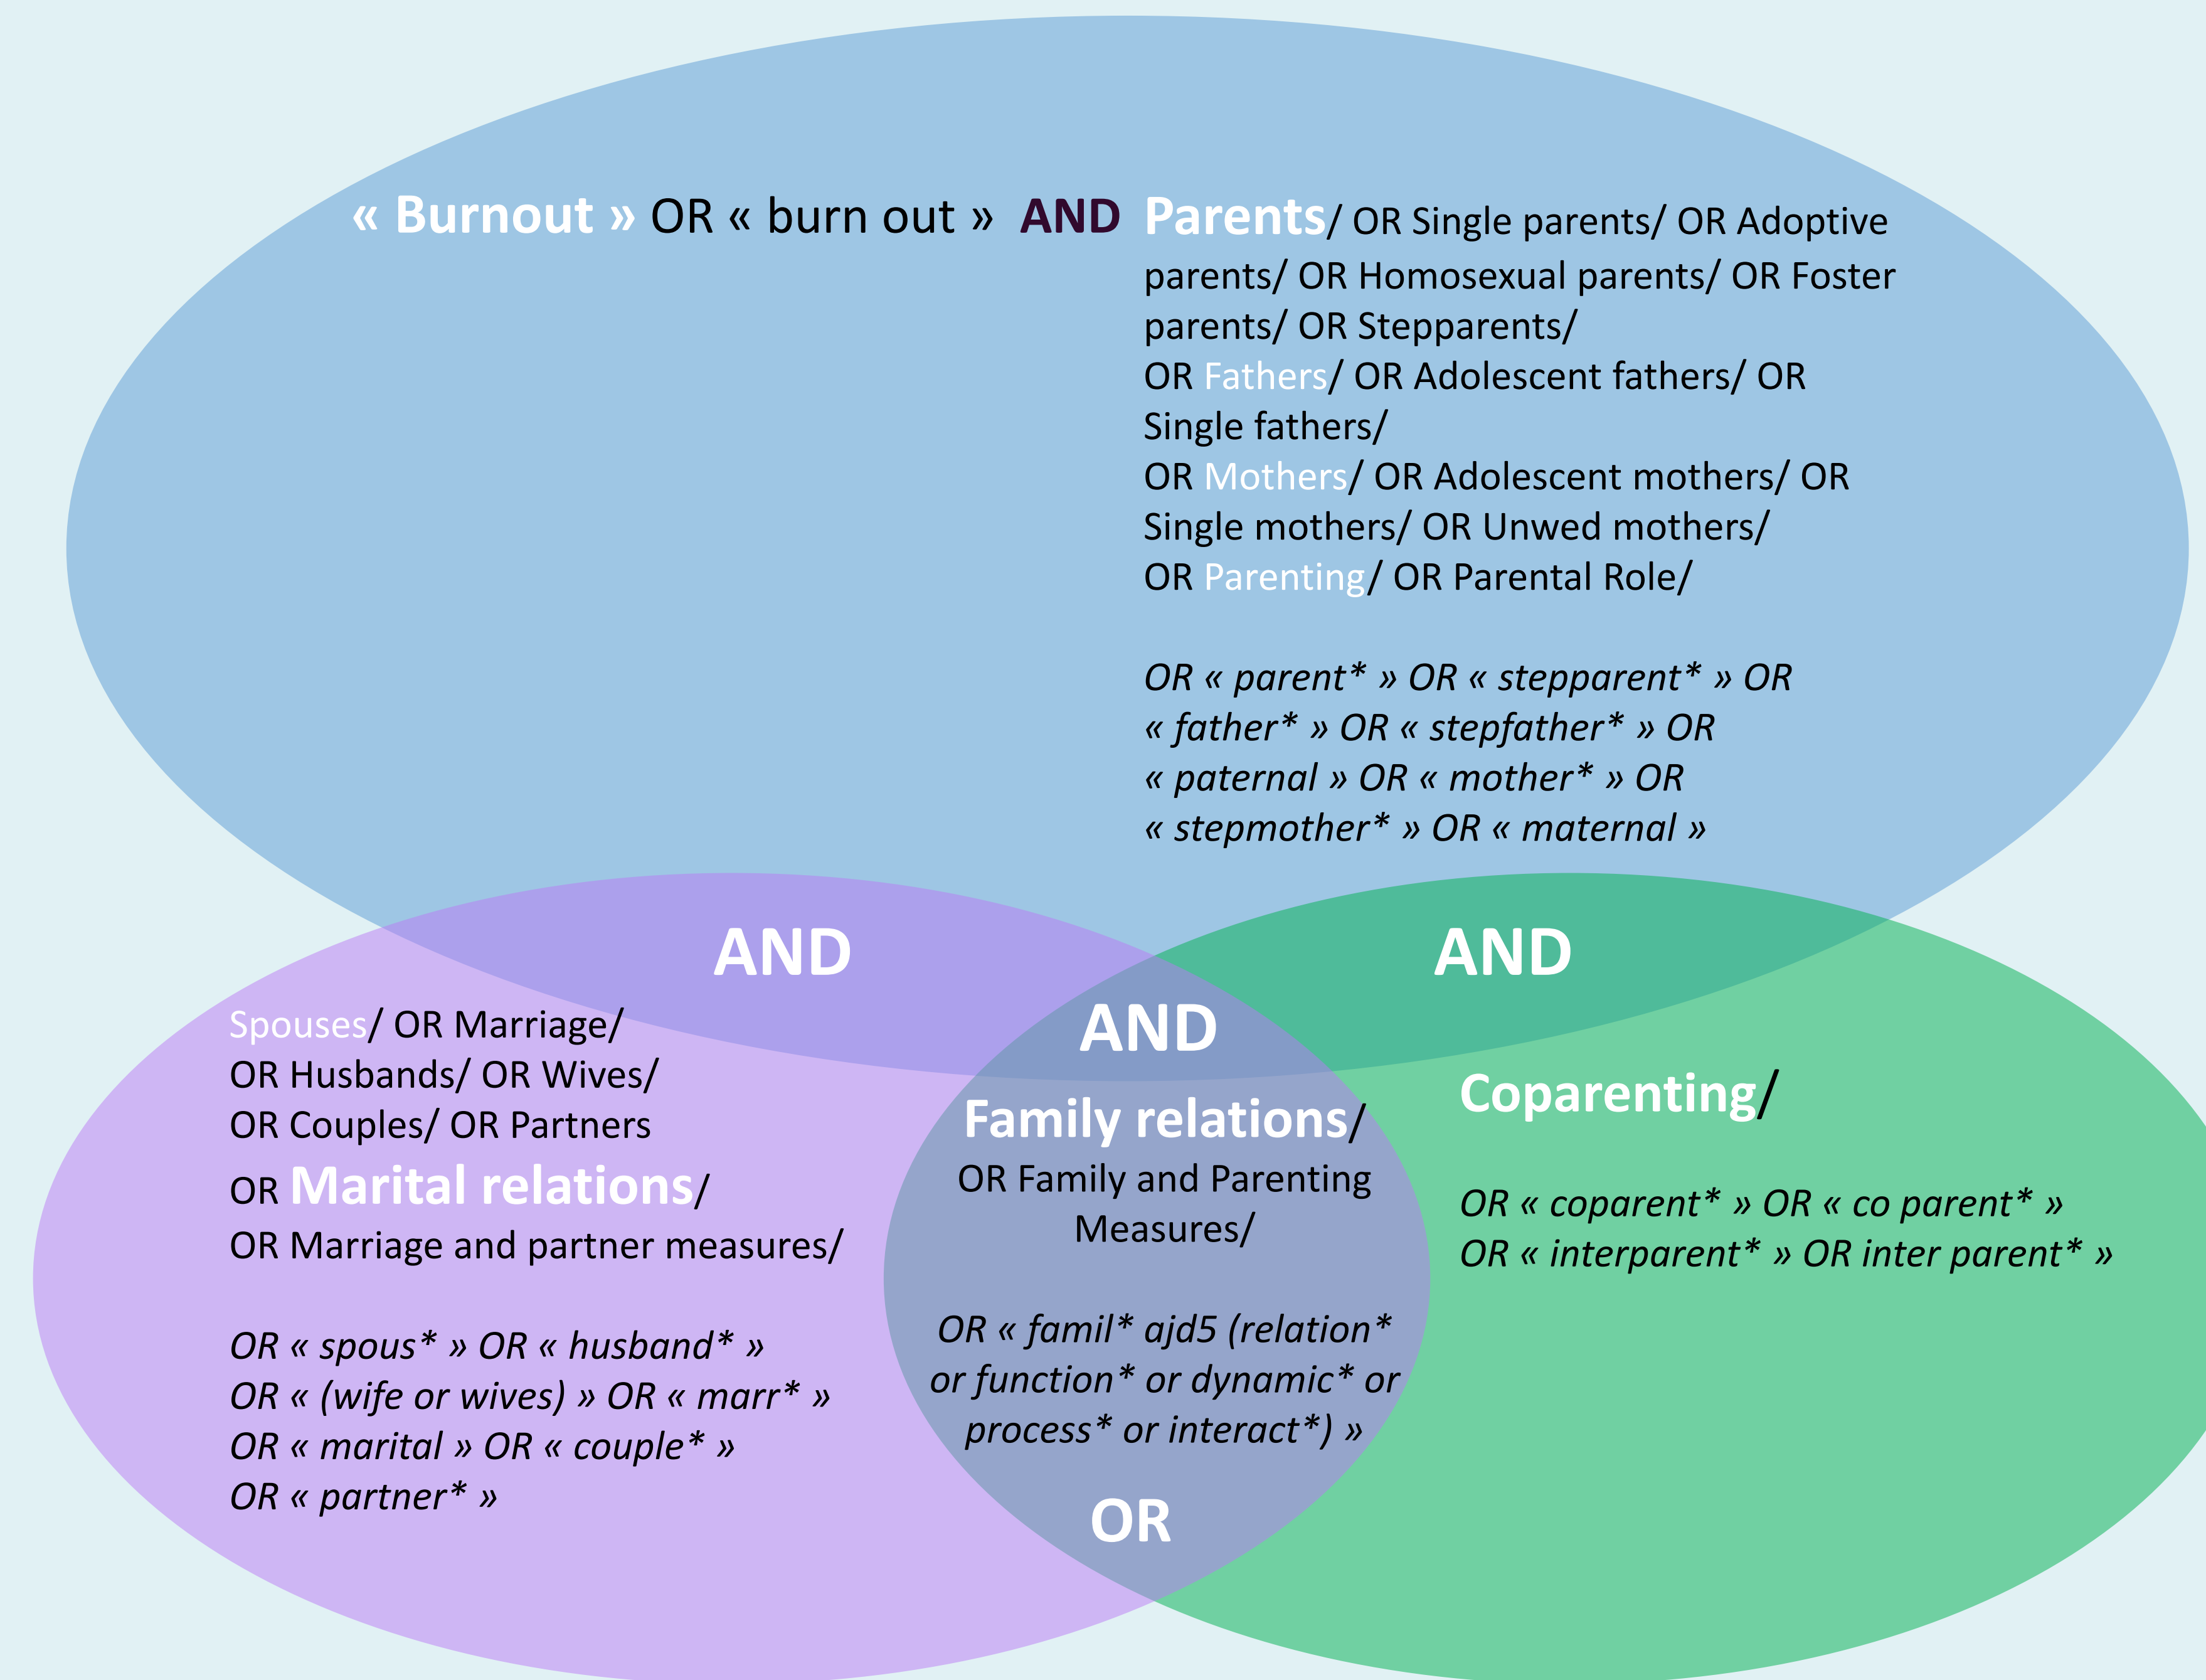 « Burnout » OR « burn out » AND Parents/ OR Single parents/ OR Adoptive
parents/ OR Homosexual parents/ OR Foster
parents/ OR Stepparents/
OR Fathers/ OR Adolescent fathers/ OR
Single fathers/
OR Mothers/ OR Adolescent mothers/ OR
Single mothers/ OR Unwed mothers/
OR Parenting/ OR Parental Role/
OR « parent* » OR « stepparent* » OR
« father* » OR « stepfather* » OR
« paternal » OR « mother* » OR
« stepmother* » OR « maternal »
AND
AND
AND
Spouses/ OR Marriage/
OR Husbands/ OR Wives/
OR Couples/ OR Partners
OR Marital relations/
OR Marriage and partner measures/
OR « spous* » OR « husband* »
OR « (wife or wives) » OR « marr* »
OR « marital » OR « couple* »
OR « partner* »
Family relations/
OR Family and Parenting
Measures/
OR « famil* ajd5 (relation*
or function* or dynamic* or
process* or interact*) »
OR
Coparenting/
OR « coparent* » OR « co parent* »
OR « interparent* » OR inter parent* »